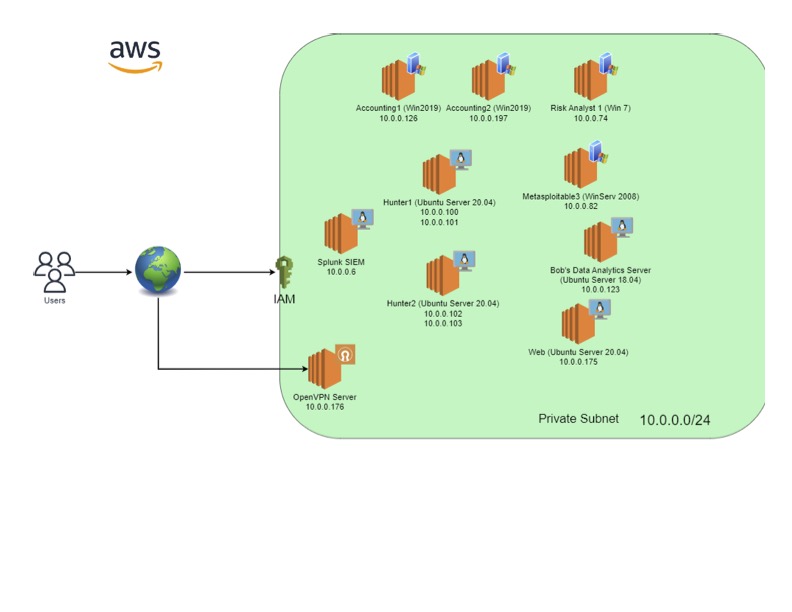 aws
Accounting1 (Win2019)
10.0.0.126
Accounting2 (Win2019)
10.0.0.197
Risk Analyst 1 (Win 7)
10.0.0.74
Hunter1 (Ubuntu Server 20.04)
10.0.0.100
10.0.0.101
Metasploitable3 (WinServ 2008)
10.0.0.82
Splunk SIEM
10.0.0.6
Bob's Data Analytics Server
(Ubuntu Server 18.04)
10.0.0.123
Users
IAM
Hunter2 (Ubuntu Server 20.04)
10.0.0.102
10.0.0.103
Web (Ubuntu Server 20.04)
10.0.0.175
OpenVPN Server
10.0.0.176
Private Subnet 10.0.0.0/24